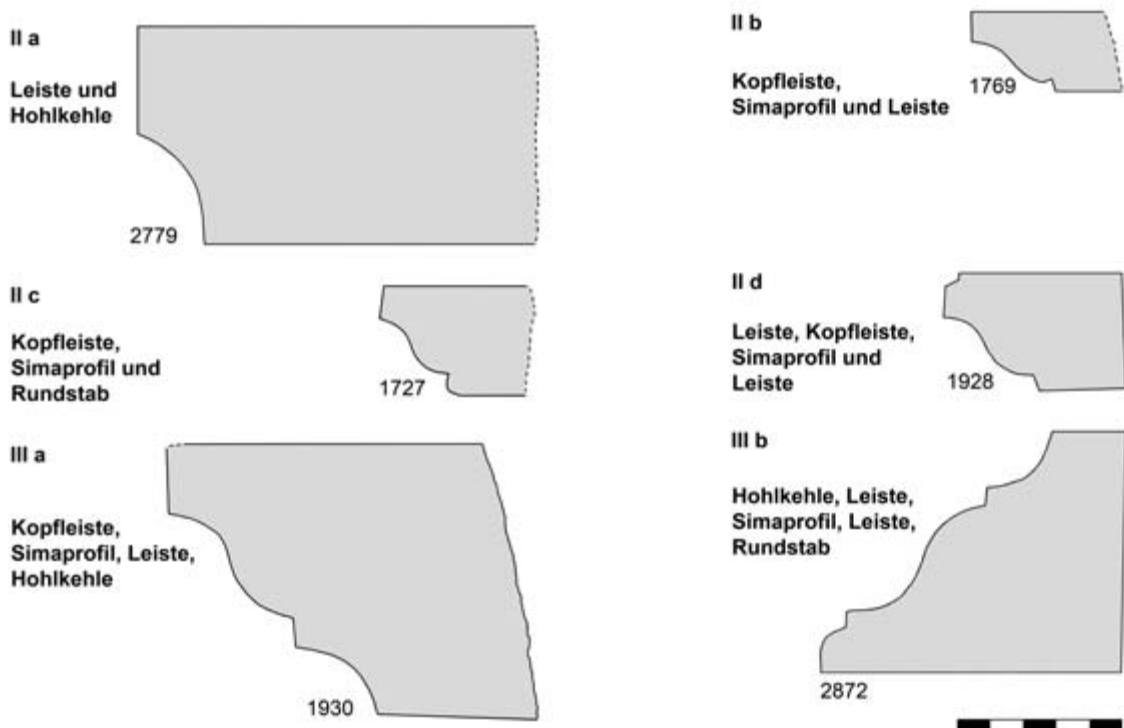 II a
Leiste und
Hohlkehle
2779
II b
Kopfleiste,
Simaprofil und Leiste
1769
II c
Kopfleiste,
Simaprofil und
Rundstab
1727
II d
Leiste, Kopfleiste,
Simaprofil und
Leiste
1928
III a
Kopfleiste,
Simaprofil, Leiste,
Hohlkehle
1930
III b
Hohlkehle, Leiste,
Simaprofil, Leiste,
Rundstab
2872